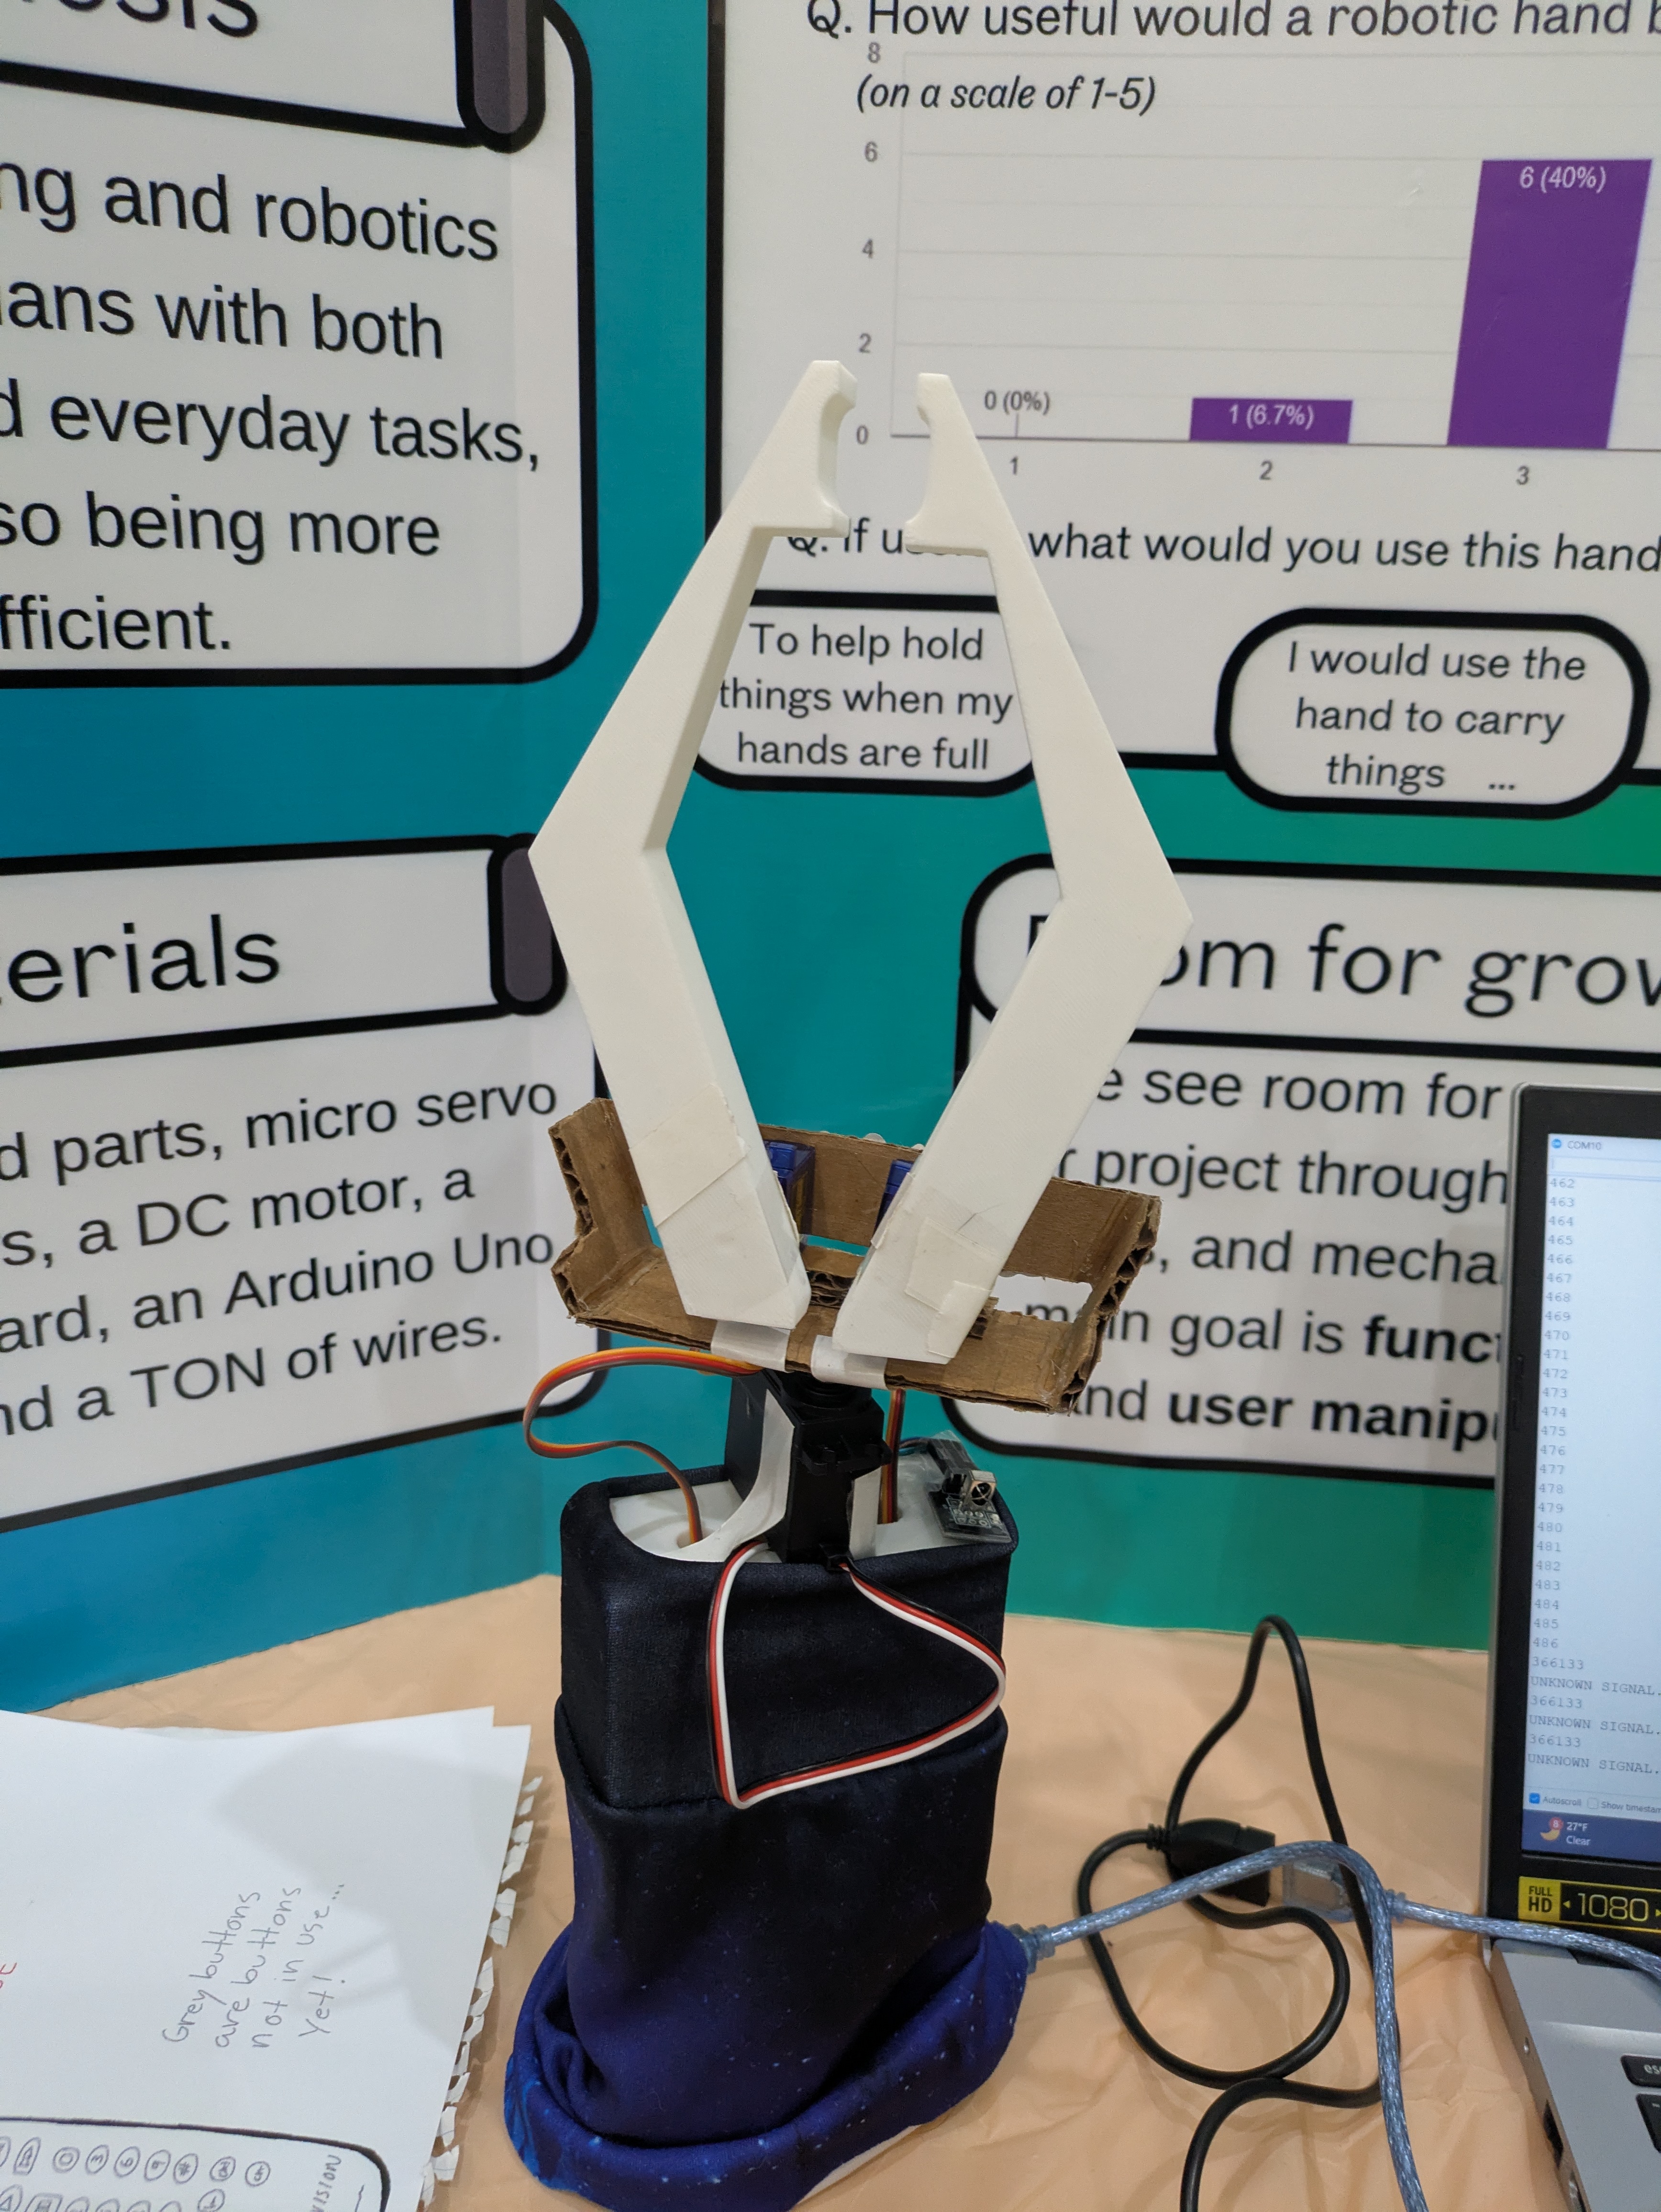 ng and robotics
with both
everyday tasks,
being more
erials
parts, micro servo
s, a DC motor, a
ard, an Arduino Uno
a TON of wires.
Q. How useful would a robotic hand
(on a scale of 1-5)
8
6
4
2
0
6 (40%)
1 (6.7%)
0 (0%)
1
2
3
what would you use this hand
To help hold
things when my
hands are full
I would use the
hand to carry
things ...
for grow
see room for
project through
, and mecha
goal is func
and user manip
COM10
462
463
464
465
466
467
468
469
470
471
472
473
474
475
476
477
478
479
480
481
482
483
484
485
486
366133
UNKNOWN SIGNAL.
366133
UNKNOWN SIGNAL.
366133
UNKNOWN SIGNAL.
Autoscroll Show timestam
27°F
Clear
FULL
HD
1080
esc
Grey buttons
are buttons
not in use...
Yet!
0 3 6 9 *